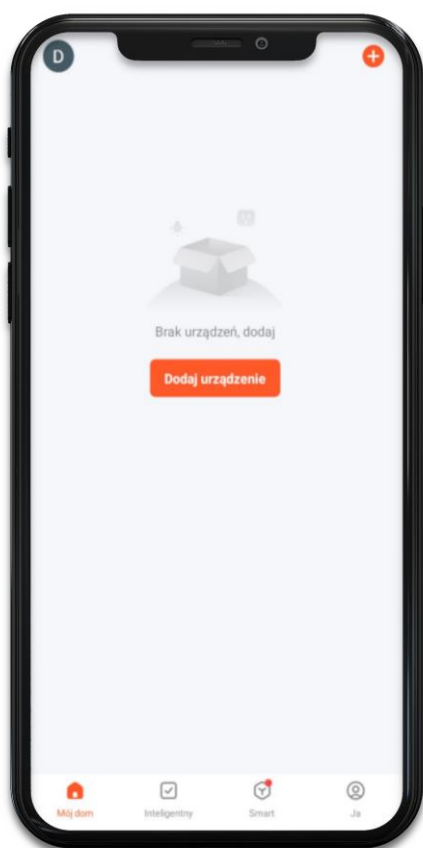 D
Brak urządzeń, dodaj
Dodaj urządzenie
Mój dom Inteligentny Smart Ja